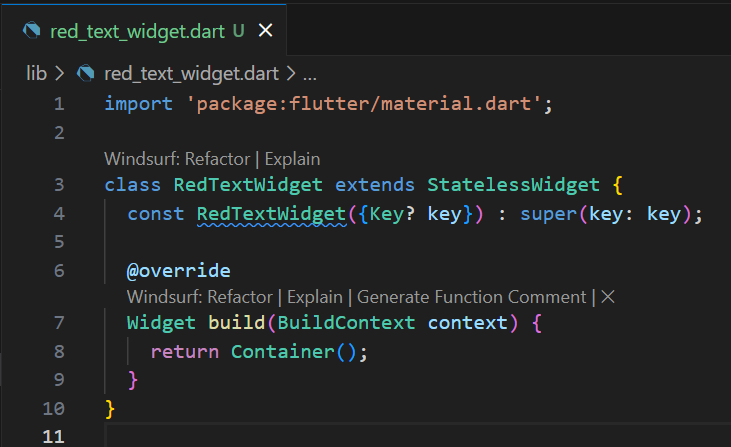 red_text_widget.dart U ×
lib > red_text_widget.dart > ...
1 import 'package:flutter/material.dart';
2
Windsurf: Refactor | Explain
3 class RedTextWidget extends StatelessWidget {
4 const RedTextWidget({Key? key}) : super(key: key);
5
6 @override
Windsurf: Refactor | Explain | Generate Function Comment | ×
7 Widget build(BuildContext context) {
8 return Container();
9 }
10 }
11